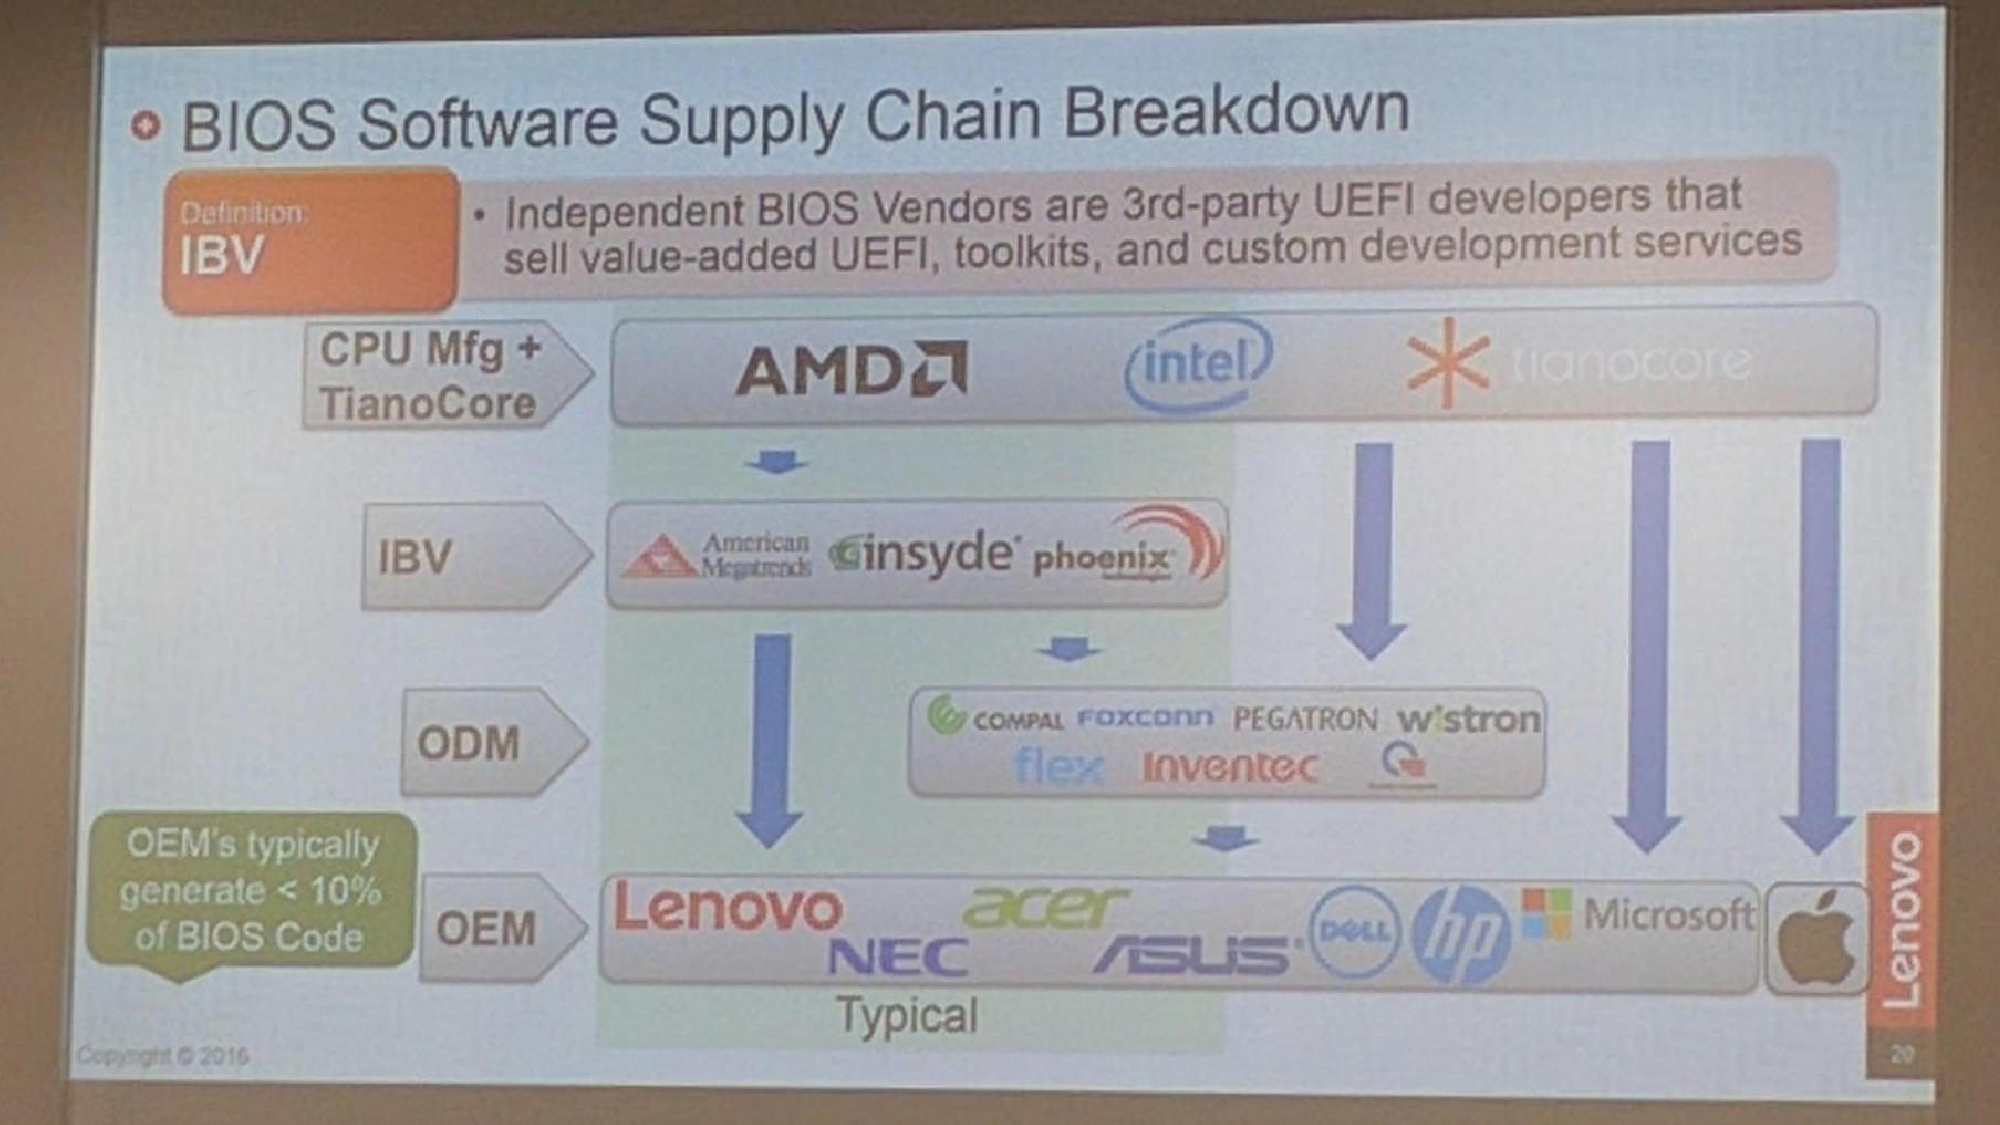 BIOS Software Supply Chain Breakdown
Definition:
IBV
• Independent BIOS Vendors are 3rd-party UEFI developers that
sell value-added UEFI, toolkits, and custom development services
CPU Mfg +
TianoCore
AMD intel tianocore
IBV
American
Megatrends
insyde® phoenix
ODM
COMPAL FOXCONN PEGATRON wistron
flex Inventec
OEM's typically
generate < 10%
of BIOS Code
OEM
Lenovo acer DELL hp Microsoft
NEC ASUS
Typical
Lenovo
Copyright © 2016
20